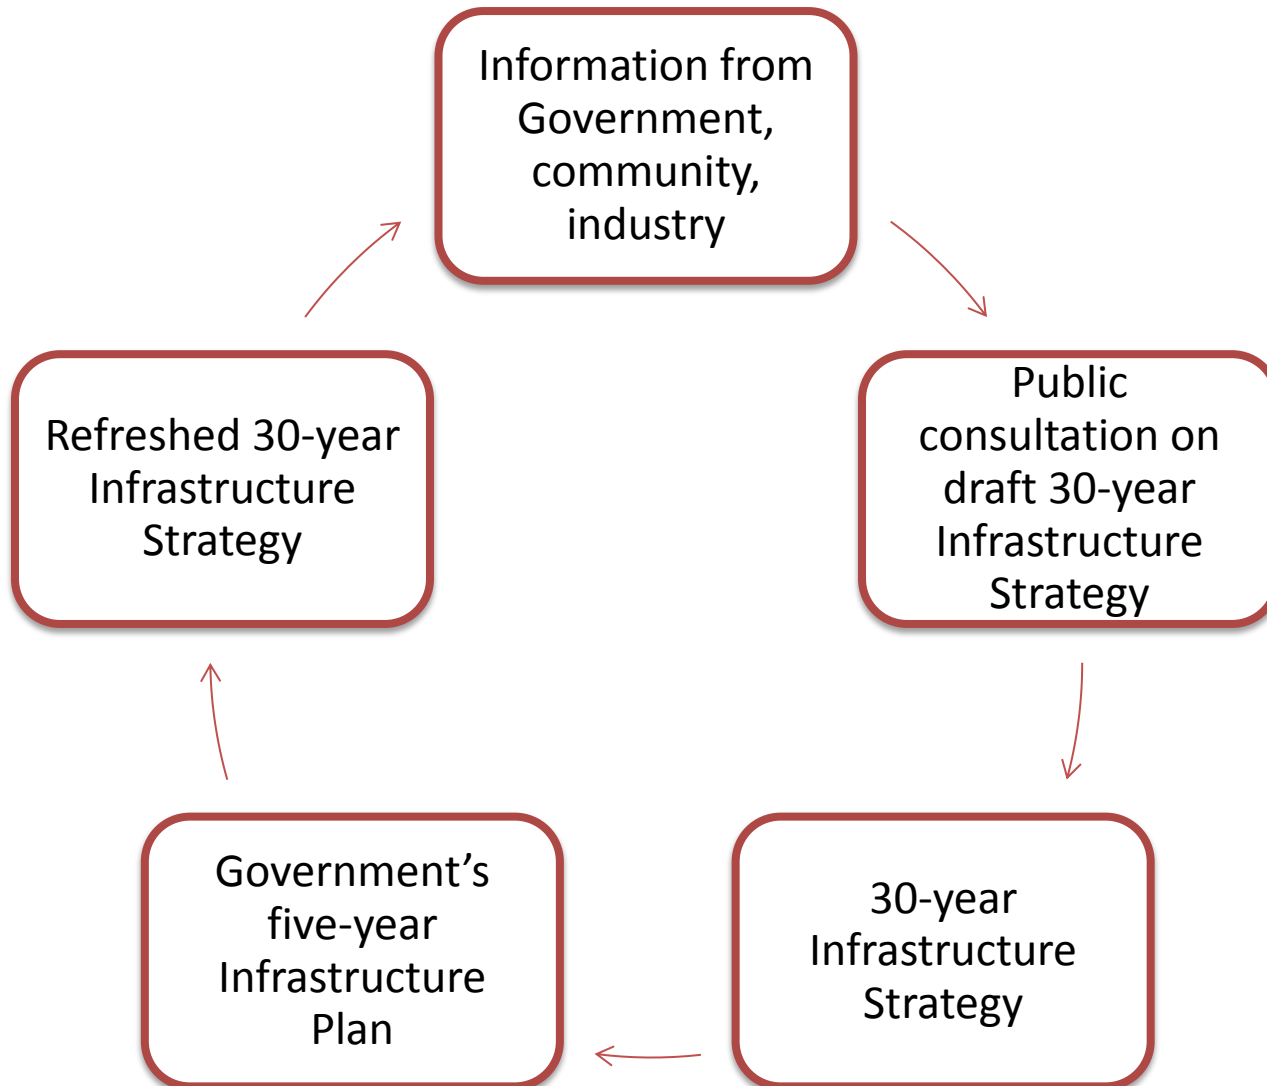 Information from
Government,
community,
industry
Public
consultation on
draft 30-year
Infrastructure
Strategy
30-year
Infrastructure
Strategy
Government’s
five-year
Infrastructure
Plan
Refreshed 30-year
Infrastructure
Strategy